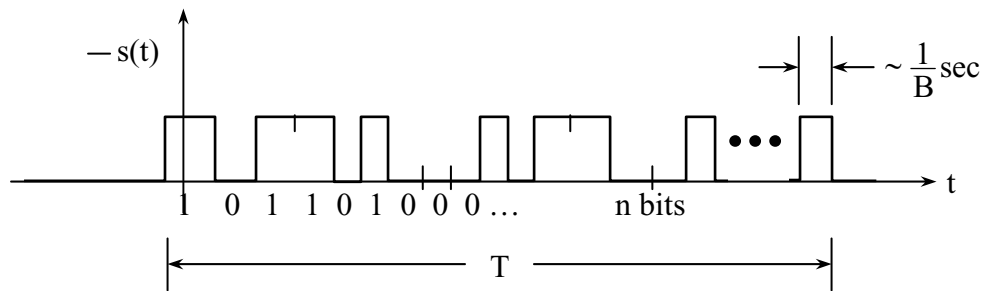 — s(t)
~ 1/B sec
t
1 0 1 1 0 1 0 0 0 … n bits
T